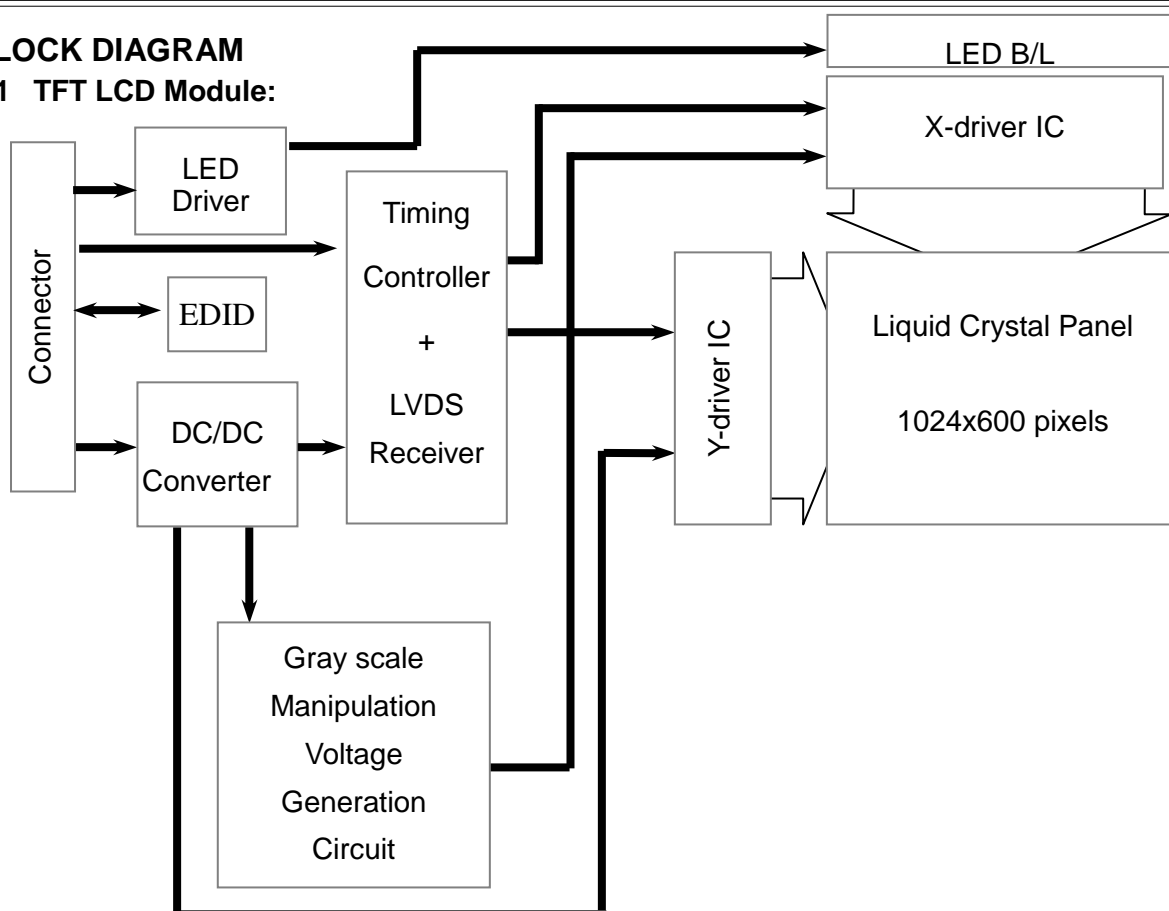 LOCK DIAGRAM
1 TFT LCD Module:
LED B/L
X-driver IC
LED
Driver
Timing
Controller
+
LVDS
Receiver
Connector
EDID
DC/DC
Converter
Y-driver IC
Liquid Crystal Panel
1024x600 pixels
Gray scale
Manipulation
Voltage
Generation
Circuit